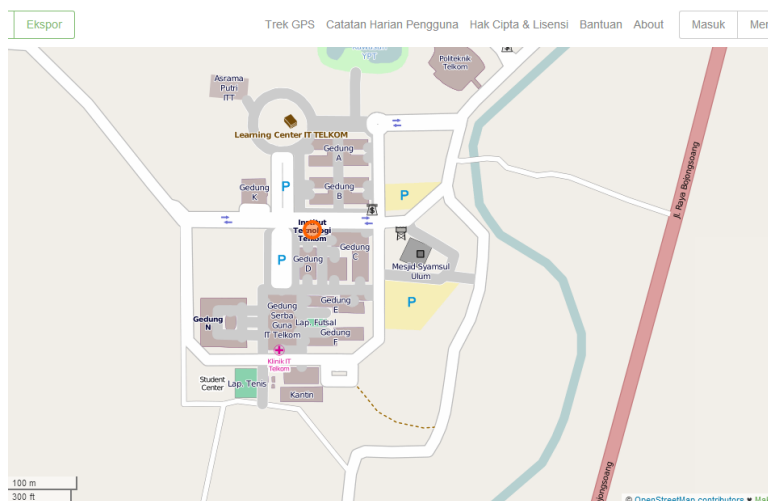 Ekspor
Trek GPS Catatan Harian Pengguna Hak Cipta & Lisensi Bantuan About Masuk
YPT
Politeknik
Telkom
Asrama
Putri
ITT
Learning Center IT TELKOM
Gedung
A
Gedung
K
P
Gedung
B
P
Institut
Teknologi
Telkom
Gedung
C
P
Gedung
D
Mesjid Syamsul
Ulum
Jl. Raya Bojongsoang
Gedung
E
P
Gedung
Serba
Guna
IT Telkom
Lap. Futsal
Gedung
N
Gedung
F
Klinik IT
Telkom
Student
Center
Lap. Tenis
Kantin
100 m
300 ft
ojongsoang
© OpenStreetMap contributors ♥